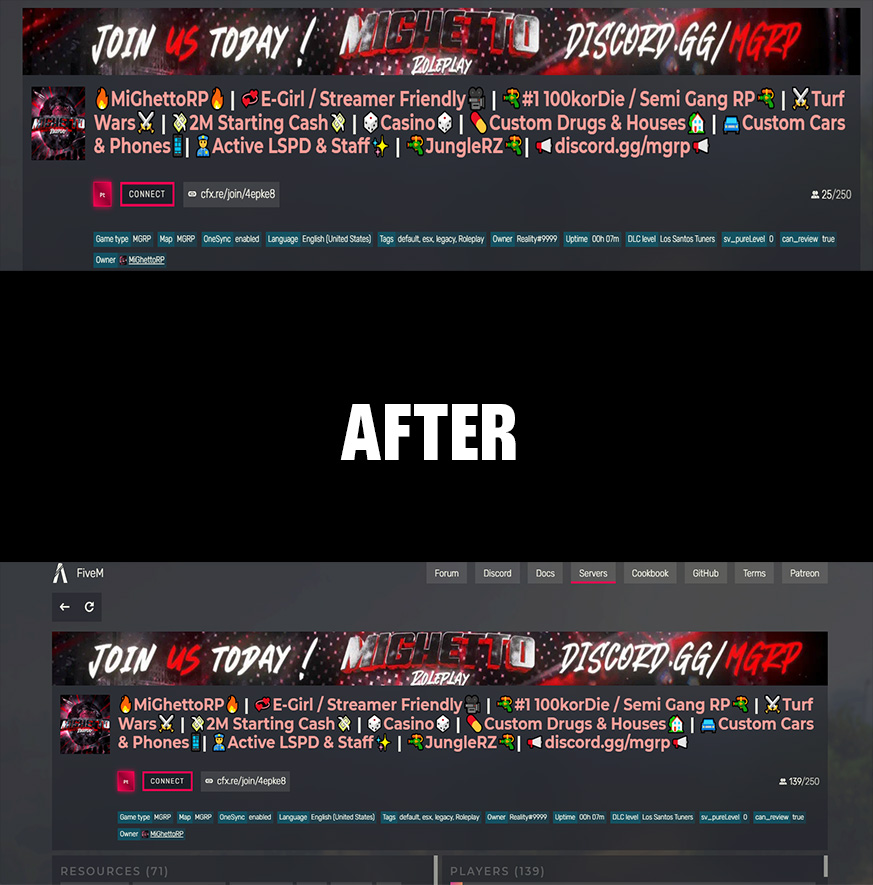 JOIN US TODAY ! MIGHETTO ROLEPLAY DISCORD.GG/MGRP
🔥MiGhettoRP🔥 | 💞E-Girl / Streamer Friendly🎥 | 🔫#1 100korDie / Semi Gang RP🔫 | ⚔️Turf
Wars⚔️ | 💸2M Starting Cash💸 | 🎲Casino🎲 | 💊Custom Drugs & Houses🏠 | 🚘Custom Cars
& Phones📱| 👮Active LSPD & Staff✨ | 🔫JungleRZ🔫| 📢discord.gg/mgrp📢
Pt CONNECT cfx.re/join/4epke8 25/250
Game type MGRP Map MGRP OneSync enabled Language English (United States) Tags default, esx, legacy, Roleplay Owner Reality#9999 Uptime 00h 07m DLC level Los Santos Tuners sv_pureLevel 0 can_review true
Owner MiGhettoRP
AFTER
FiveM Forum Discord Docs Servers Cookbook GitHub Terms Patreon
JOIN US TODAY ! MIGHETTO ROLEPLAY DISCORD.GG/MGRP
🔥MiGhettoRP🔥 | 💞E-Girl / Streamer Friendly🎥 | 🔫#1 100korDie / Semi Gang RP🔫 | ⚔️Turf
Wars⚔️ | 💸2M Starting Cash💸 | 🎲Casino🎲 | 💊Custom Drugs & Houses🏠 | 🚘Custom Cars
& Phones📱| 👮Active LSPD & Staff✨ | 🔫JungleRZ🔫| 📢discord.gg/mgrp📢
Pt CONNECT cfx.re/join/4epke8 139/250
Game type MGRP Map MGRP OneSync enabled Language English (United States) Tags default, esx, legacy, Roleplay Owner Reality#9999 Uptime 00h 07m DLC level Los Santos Tuners sv_pureLevel 0 can_review true
Owner MiGhettoRP
RESOURCES (71) PLAYERS (139)